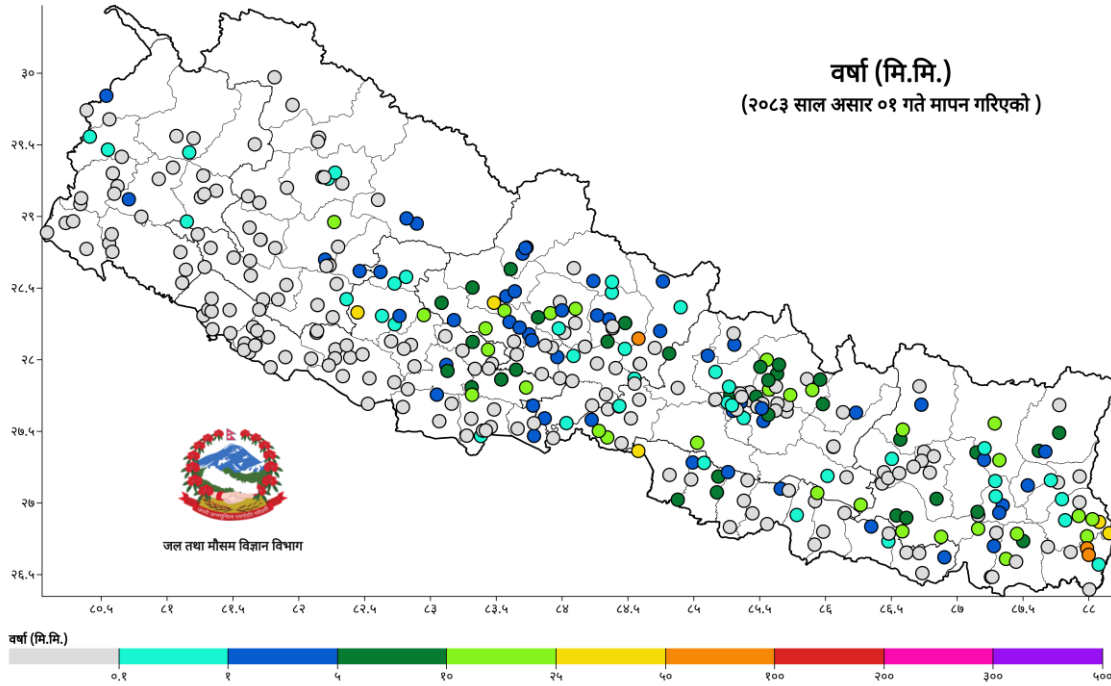 वर्षा (मि.मि.)
(२०८३ साल असार ०१ गते मापन गरिएको )
३०
२९.५
२९
२८.५
२८
२७.५
२७
२६.५
जल तथा मौसम विज्ञान विभाग
८०.५ ८१ ८१.५ ८२ ८२.५ ८३ ८३.५ ८४ ८४.५ ८५ ८५.५ ८६ ८६.५ ८७ ८७.५ ८८
वर्षा (मि.मि.)
०.१ १ ५ १० २५ ५० १०० २०० ३०० ५००